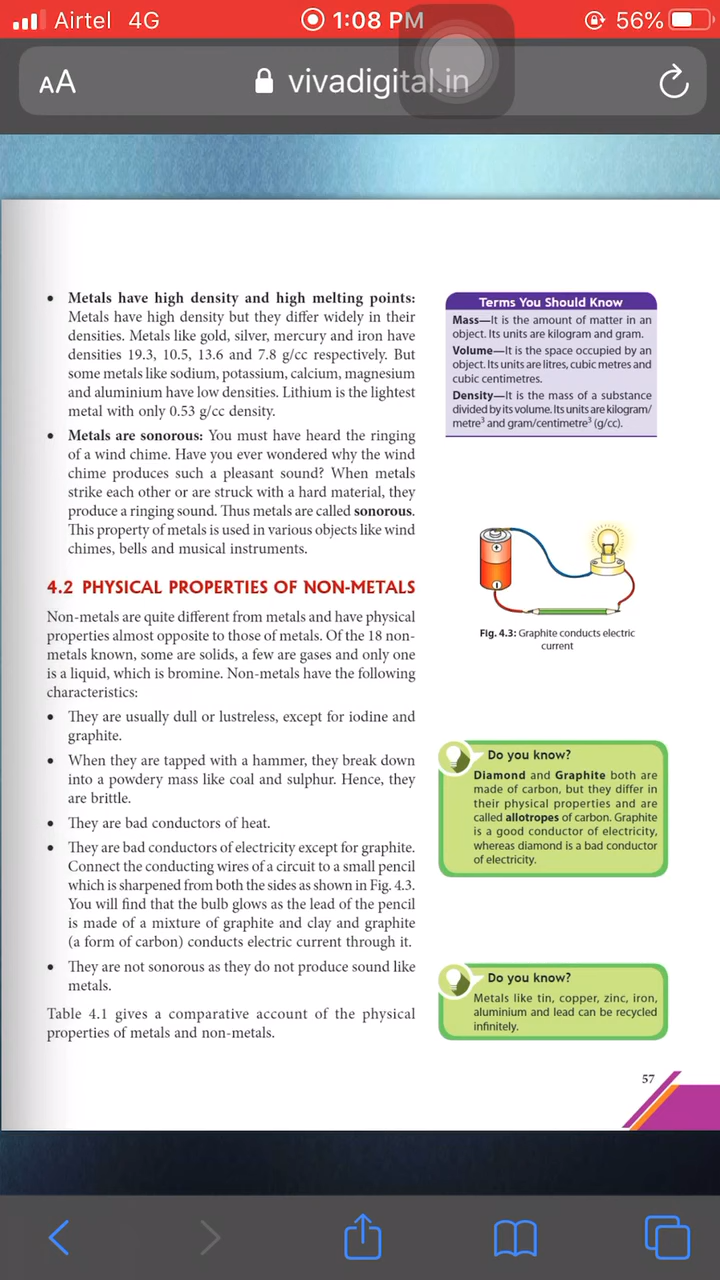 Airtel 4G 1:08 PM 56%
AA vivadigital.in
• Metals have high density and high melting points:
Metals have high density but they differ widely in their
densities. Metals like gold, silver, mercury and iron have
densities 19.3, 10.5, 13.6 and 7.8 g/cc respectively. But
some metals like sodium, potassium, calcium, magnesium
and aluminium have low densities. Lithium is the lightest
metal with only 0.53 g/cc density.
• Metals are sonorous: You must have heard the ringing
of a wind chime. Have you ever wondered why the wind
chime produces such a pleasant sound? When metals
strike each other or are struck with a hard material, they
produce a ringing sound. Thus metals are called sonorous.
This property of metals is used in various objects like wind
chimes, bells and musical instruments.
4.2 PHYSICAL PROPERTIES OF NON-METALS
Non-metals are quite different from metals and have physical
properties almost opposite to those of metals. Of the 18 non-
metals known, some are solids, a few are gases and only one
is a liquid, which is bromine. Non-metals have the following
characteristics:
• They are usually dull or lustreless, except for iodine and
graphite.
• When they are tapped with a hammer, they break down
into a powdery mass like coal and sulphur. Hence, they
are brittle.
• They are bad conductors of heat.
• They are bad conductors of electricity except for graphite.
Connect the conducting wires of a circuit to a small pencil
which is sharpened from both the sides as shown in Fig. 4.3.
You will find that the bulb glows as the lead of the pencil
is made of a mixture of graphite and clay and graphite
(a form of carbon) conducts electric current through it.
• They are not sonorous as they do not produce sound like
metals.
Table 4.1 gives a comparative account of the physical
properties of metals and non-metals.
Terms You Should Know
Mass—It is the amount of matter in an
object. Its units are kilogram and gram.
Volume—It is the space occupied by an
object. Its units are litres, cubic metres and
cubic centimetres.
Density—It is the mass of a substance
divided by its volume. Its units are kilogram/
metre³ and gram/centimetre³ (g/cc).
+
Fig. 4.3: Graphite conducts electric
current
Do you know?
Diamond and Graphite both are
made of carbon, but they differ in
their physical properties and are
called allotropes of carbon. Graphite
is a good conductor of electricity,
whereas diamond is a bad conductor
of electricity.
Do you know?
Metals like tin, copper, zinc, iron,
aluminium and lead can be recycled
infinitely.
57